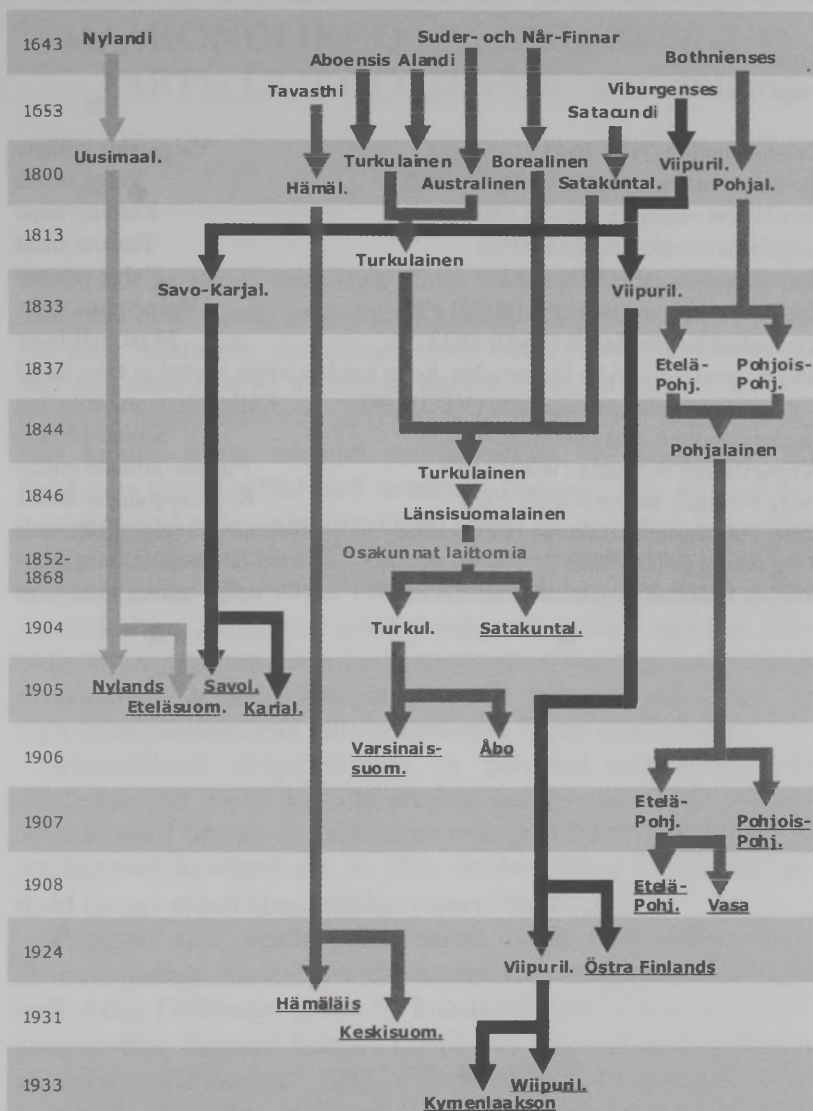 1643
Nylandi
Suder- och Når-Finnar
Aboensis Alandi
Bothnienses
Tavasthi
Viburgenses
1653
Satacundi
Uusimaal.
Turkulainen
Borealinen
Viipuril.
1800
Hämäl.
Australinen
Satakuntal.
Pohjal.
1813
Turkulainen
Savo-Karjal.
Viipuril.
1833
Etelä-
Pohj.
Pohjois-
Pohj.
1837
1844
Pohjalainen
Turkulainen
1846
Länsisuomalainen
1852-
1868
Osakunnat laittomia
1904
Turkul.
Satakuntal.
1905
Nylands
Eteläsuom.
Savol.
Karjal.
Varsinais-
suom.
Åbo
1906
1907
Etelä-
Pohj.
Pohjois-
Pohj.
1908
Etelä-
Pohj.
Vasa
1924
Viipuril.
Östra Finlands
Hämäläis
1931
Keskisuom.
1933
Wiipuril.
Kymenlaakson